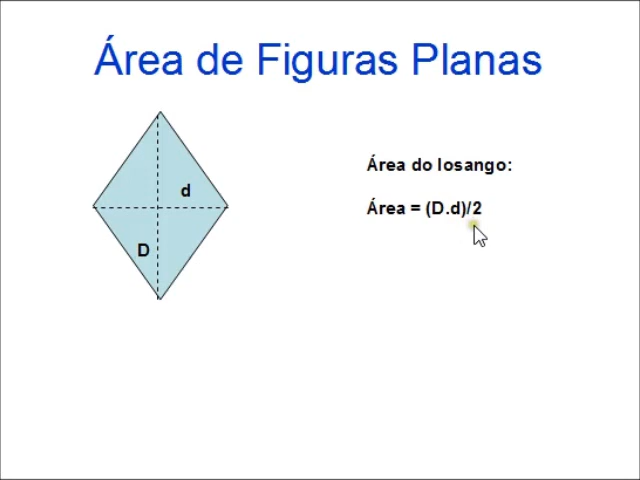 Área de Figuras Planas
Área do losango:
d
Área = (D.d)/2
D